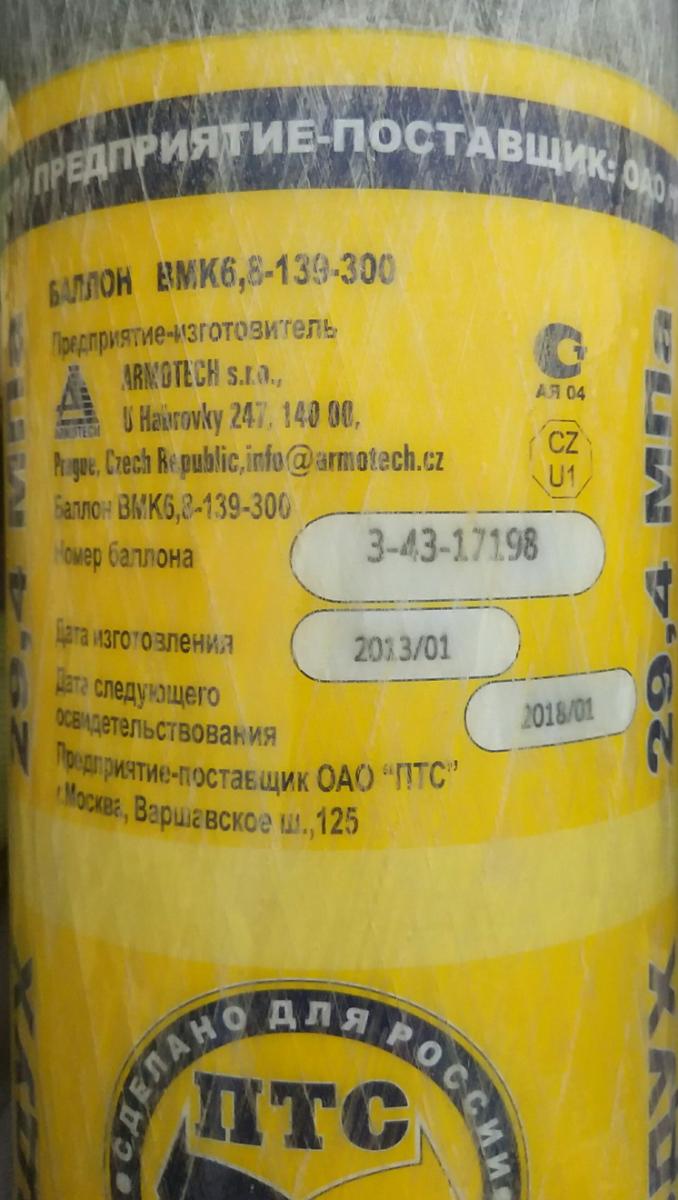 ПРЕДПРИЯТИЕ-ПОСТАВЩИК: ОАО
БАЛЛОН ВМК6,8-139-300
Предприятие-изготовитель
ARMOTECH s.r.o.,
U Habrovky 247, 140 00,
Prague, Czech Republic,info@armotech.cz
ARMOTECH
АЯ 04
CZ
U1
Баллон ВМК6,8-139-300
Номер баллона 3-43-17198
Дата изготовления 2013/01
Дата следующего
освидетельствования 2018/01
Предприятие-поставщик ОАО “ПТС”
г.Москва, Варшавское ш.,125
29,4 МПа
29,4 МПа
СДЕЛАНО ДЛЯ РОССИИ
ПТС